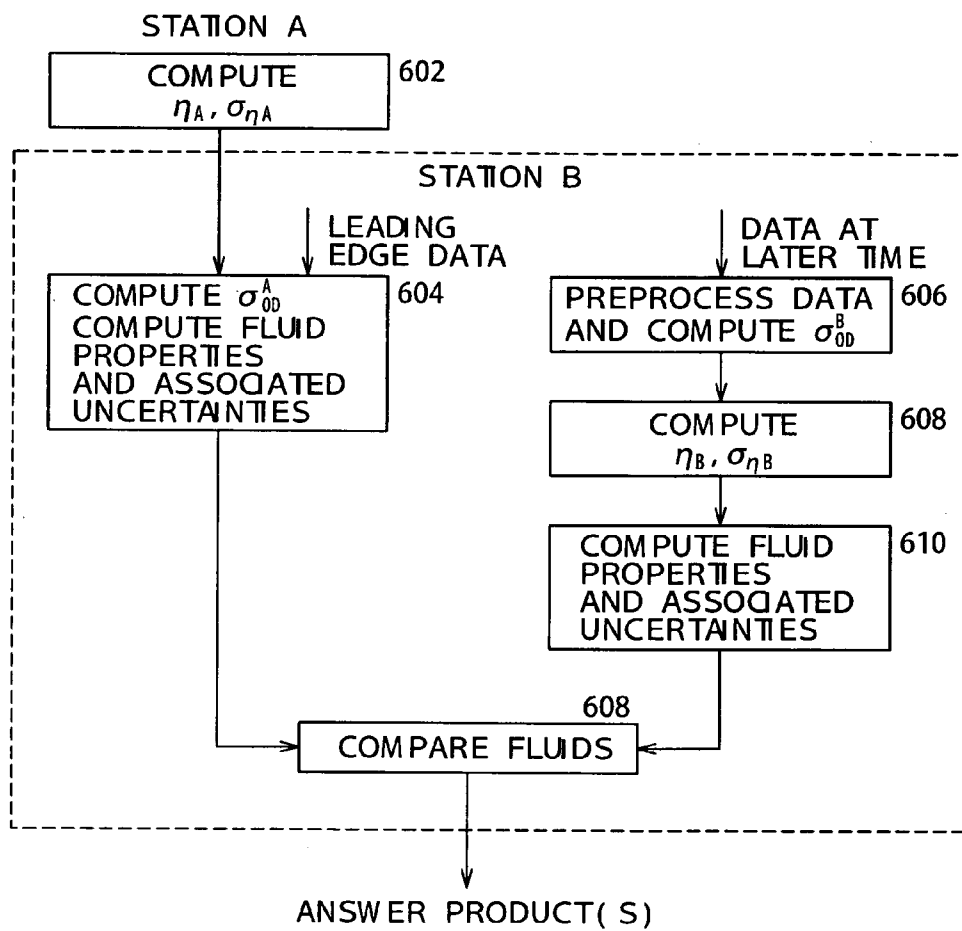 STATION A
COMPUTE
ηA, σηA
602
STATION B
LEADING
EDGE DATA
COMPUTE σ^A_0D
COMPUTE FLUID
PROPERTIES
AND ASSOCIATED
UNCERTAINTIES
604
DATA AT
LATER TIME
PREPROCESS DATA
AND COMPUTE σ^B_0D
606
COMPUTE
ηB, σηB
608
COMPUTE FLUID
PROPERTIES
AND ASSOCIATED
UNCERTAINTIES
610
608
COMPARE FLUIDS
ANSWER PRODUCT(S)